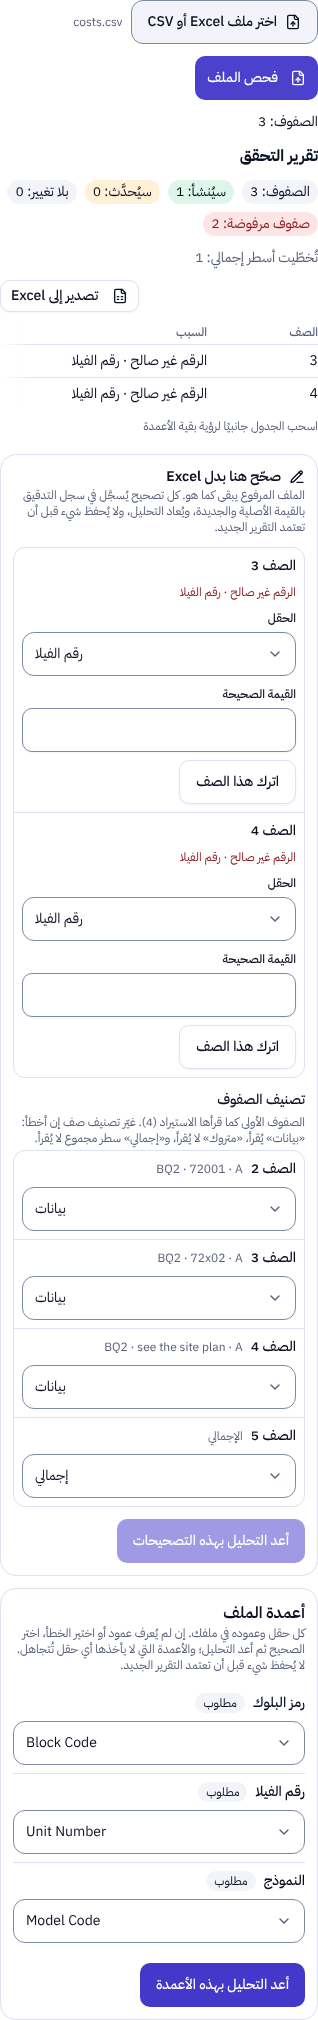 اختر ملف Excel أو CSV
costs.csv
فحص الملف
الصفوف: 3
تقرير التحقق
الصفوف: 3 سيُنشأ: 1 سيُحدَّث: 0 بلا تغيير: 0
صفوف مرفوضة: 2
تُخطّيت أسطر إجمالي: 1
تصدير إلى Excel
الصف السبب
3 الرقم غير صالح · رقم الفيلا
4 الرقم غير صالح · رقم الفيلا
اسحب الجدول جانبيًا لرؤية بقية الأعمدة
صحّح هنا بدل Excel
الملف المرفوع يبقى كما هو. كل تصحيح يُسجَّل في سجل التدقيق
بالقيمة الأصلية والجديدة، ويُعاد التحليل، ولا يُحفظ شيء قبل أن
تعتمد التقرير الجديد.
الصف 3
الرقم غير صالح · رقم الفيلا
الحقل
رقم الفيلا
القيمة الصحيحة
اترك هذا الصف
الصف 4
الرقم غير صالح · رقم الفيلا
الحقل
رقم الفيلا
القيمة الصحيحة
اترك هذا الصف
تصنيف الصفوف
الصفوف الأولى كما قرأها الاستيراد (4). غيّر تصنيف صف إن أخطأ:
«بيانات» يُقرأ، «متروك» لا يُقرأ، و«إجمالي» سطر مجموع لا يُقرأ.
الصف 2 BQ2 · 72001 · A
بيانات
الصف 3 BQ2 · 72x02 · A
بيانات
الصف 4 BQ2 · see the site plan · A
بيانات
الصف 5 الإجمالي
إجمالي
أعد التحليل بهذه التصحيحات
أعمدة الملف
كل حقل وعموده في ملفك. إن لم يُعرف عمود أو اختير الخطأ، اختر
الصحيح ثم أعد التحليل؛ والأعمدة التي لا يأخذها أي حقل تُتجاهل.
لا يُحفظ شيء قبل أن تعتمد التقرير الجديد.
رمز البلوك مطلوب
Block Code
رقم الفيلا مطلوب
Unit Number
النموذج مطلوب
Model Code
أعد التحليل بهذه الأعمدة